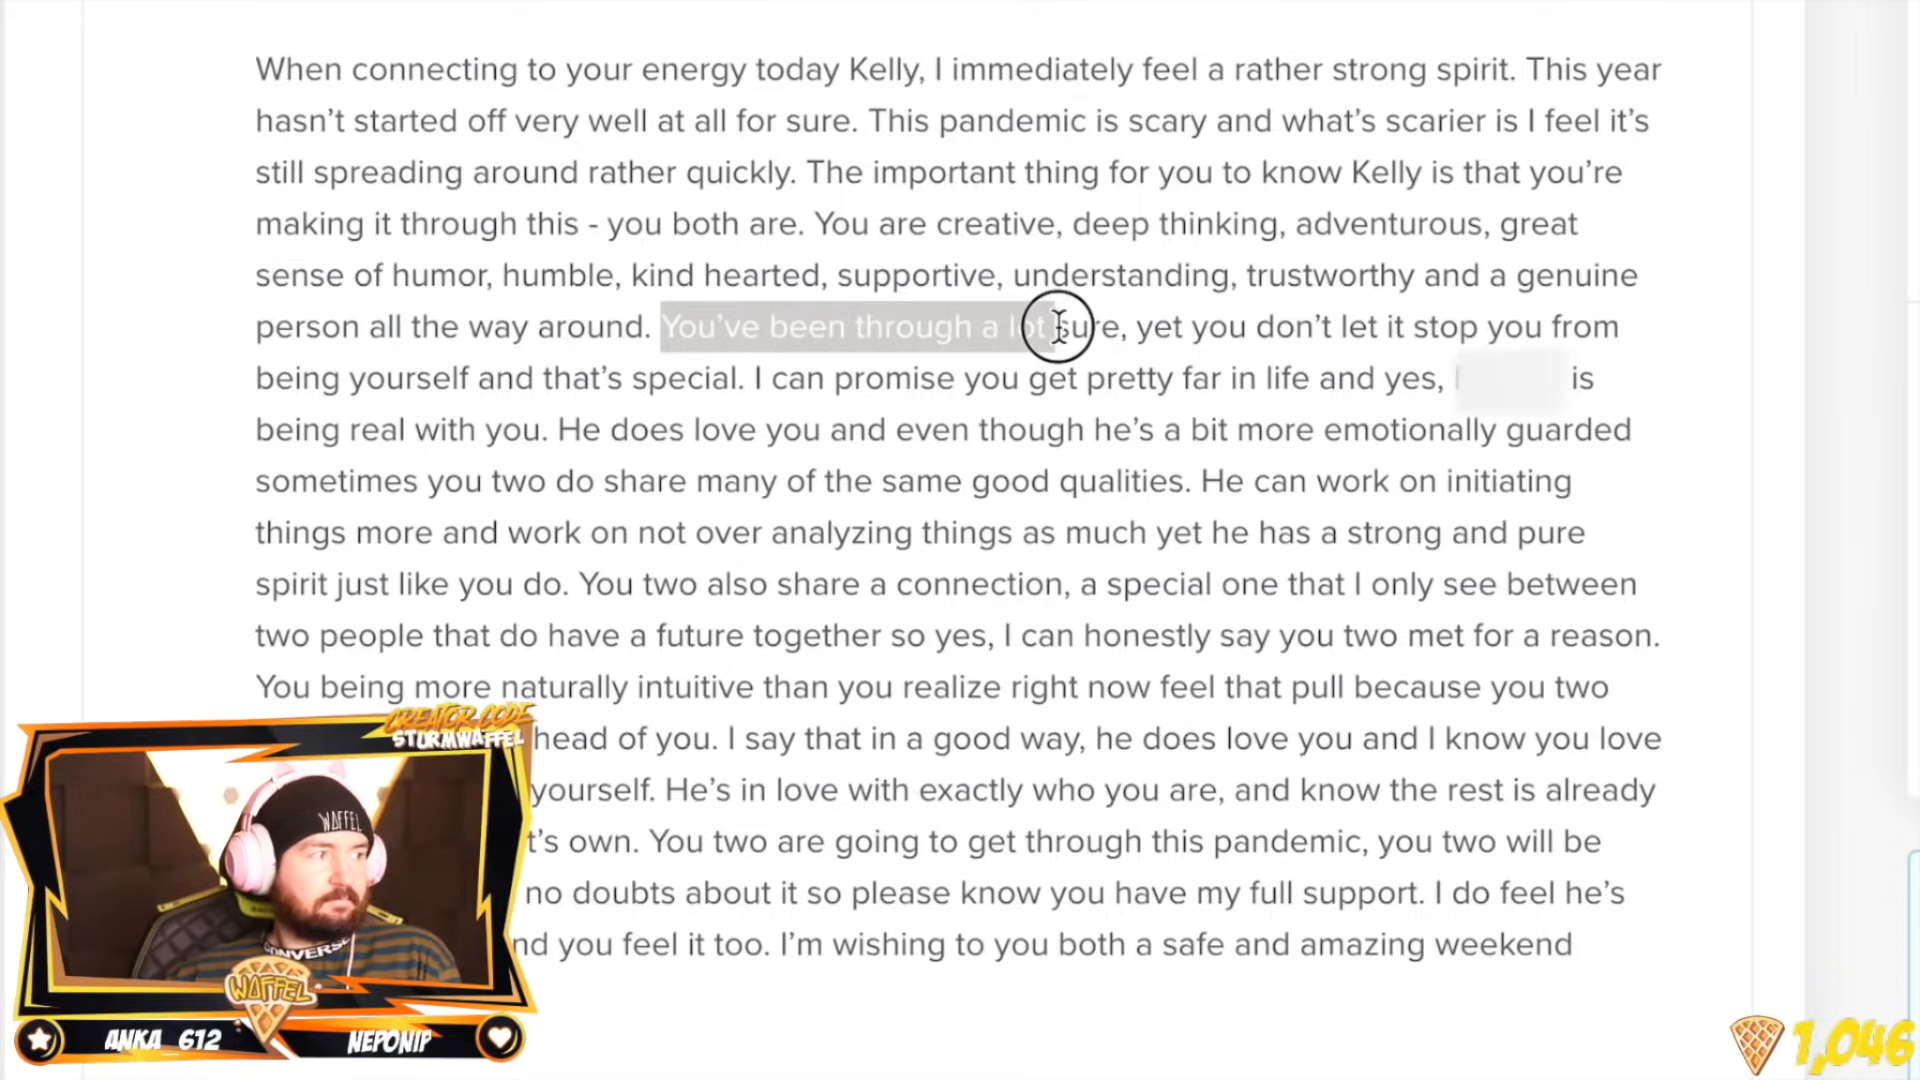 When connecting to your energy today Kelly, I immediately feel a rather strong spirit. This year
hasn't started off very well at all for sure. This pandemic is scary and what's scarier is I feel it's
still spreading around rather quickly. The important thing for you to know Kelly is that you're
making it through this - you both are. You are creative, deep thinking, adventurous, great
sense of humor, humble, kind hearted, supportive, understanding, trustworthy and a genuine
person all the way around. You've been through a lot sure, yet you don't let it stop you from
being yourself and that's special. I can promise you get pretty far in life and yes, is
being real with you. He does love you and even though he's a bit more emotionally guarded
sometimes you two do share many of the same good qualities. He can work on initiating
things more and work on not over analyzing things as much yet he has a strong and pure
spirit just like you do. You two also share a connection, a special one that I only see between
two people that do have a future together so yes, I can honestly say you two met for a reason.
You being more naturally intuitive than you realize right now feel that pull because you two
head of you. I say that in a good way, he does love you and I know you love
yourself. He's in love with exactly who you are, and know the rest is already
t's own. You two are going to get through this pandemic, you two will be
no doubts about it so please know you have my full support. I do feel he's
nd you feel it too. I'm wishing to you both a safe and amazing weekend
CREATOR CODE
STURMWAFFEL
WAFFEL
CONVERSE
WAFFEL
ANKA_612
NEPONIP
1,046